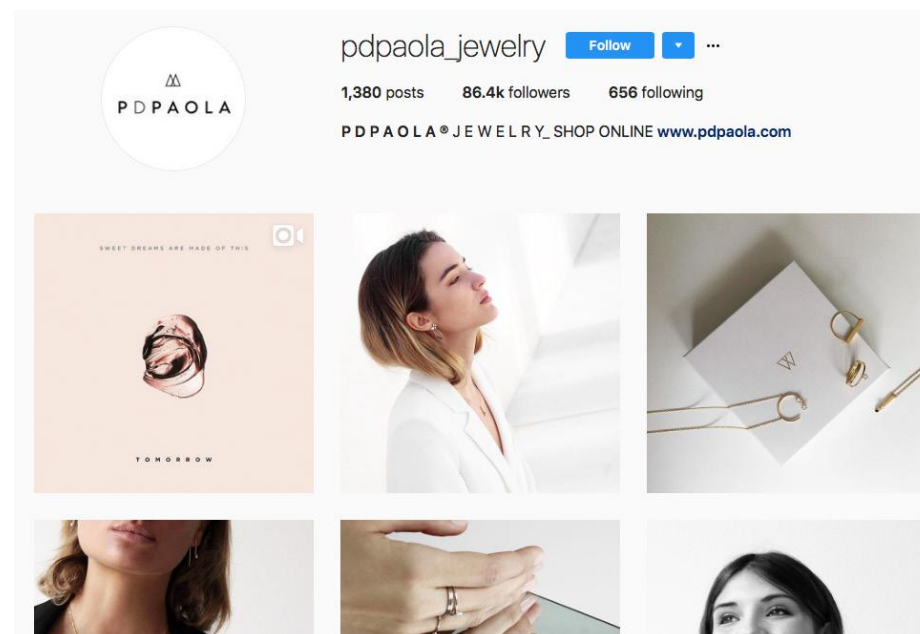 PDPAOLA
pdpaola_jewelry Follow ...
1,380 posts 86.4k followers 656 following
P D P A O L A ® J E W E L R Y_ SHOP ONLINE www.pdpaola.com
SWEET DREAMS ARE MADE OF THIS
TOMORROW